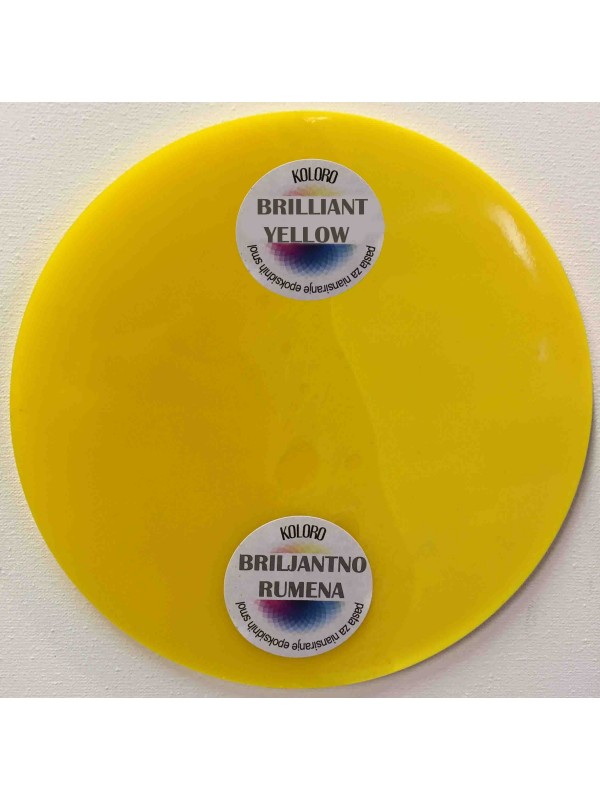 KOLORO
BRILLIANT
YELLOW
pasta za niansiranje epoksidnih smol
KOLORO
BRILJANTNO
RUMENA
pasta za niansiranje epoksidnih smol